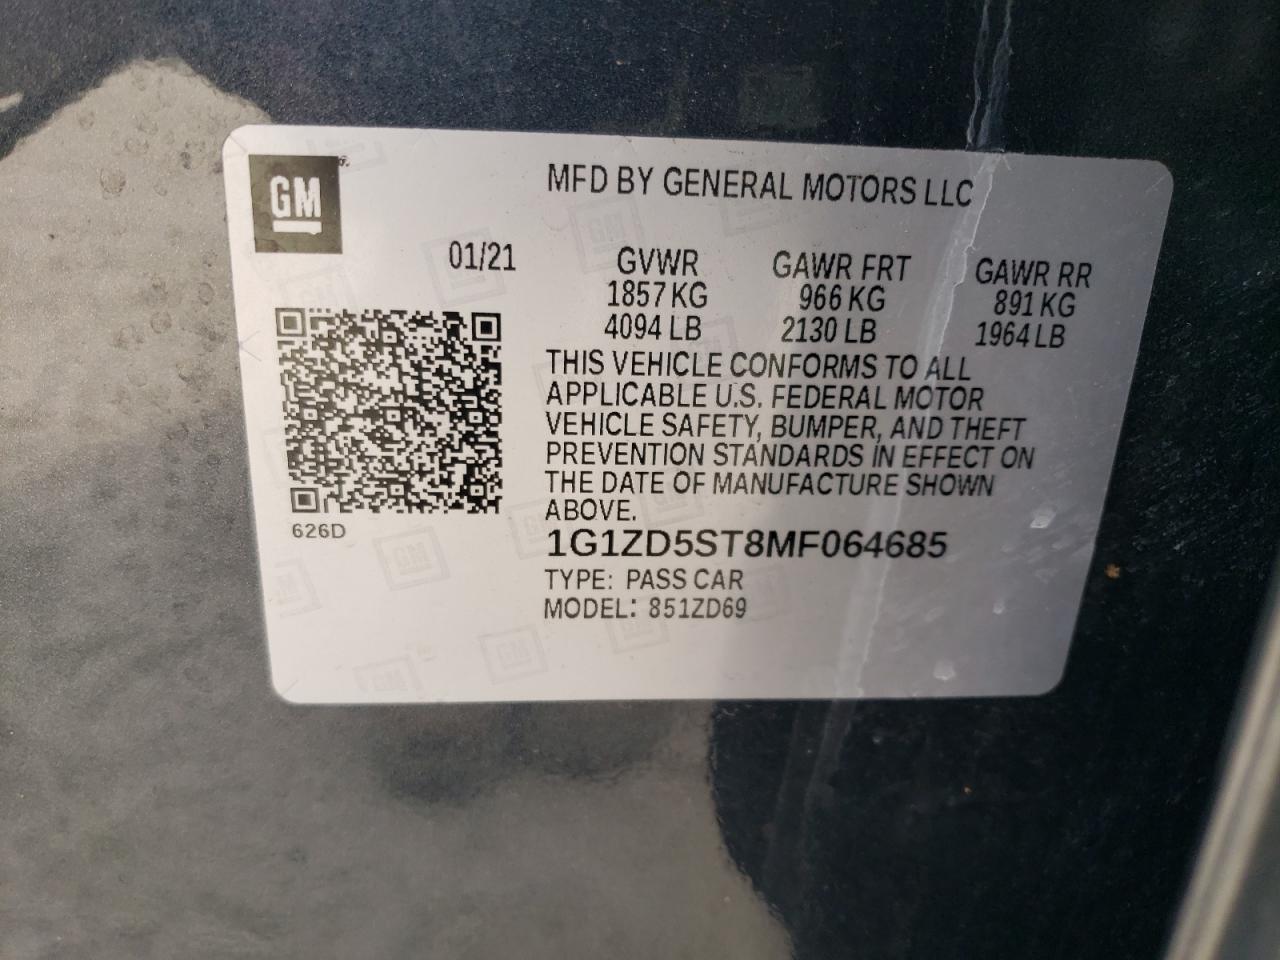 GM
MFD BY GENERAL MOTORS LLC
01/21
GVWR GAWR FRT GAWR RR
1857 KG 966 KG 891 KG
4094 LB 2130 LB 1964 LB
THIS VEHICLE CONFORMS TO ALL
APPLICABLE U.S. FEDERAL MOTOR
VEHICLE SAFETY, BUMPER, AND THEFT
PREVENTION STANDARDS IN EFFECT ON
THE DATE OF MANUFACTURE SHOWN
ABOVE.
626D
1G1ZD5ST8MF064685
TYPE: PASS CAR
MODEL: 851ZD69